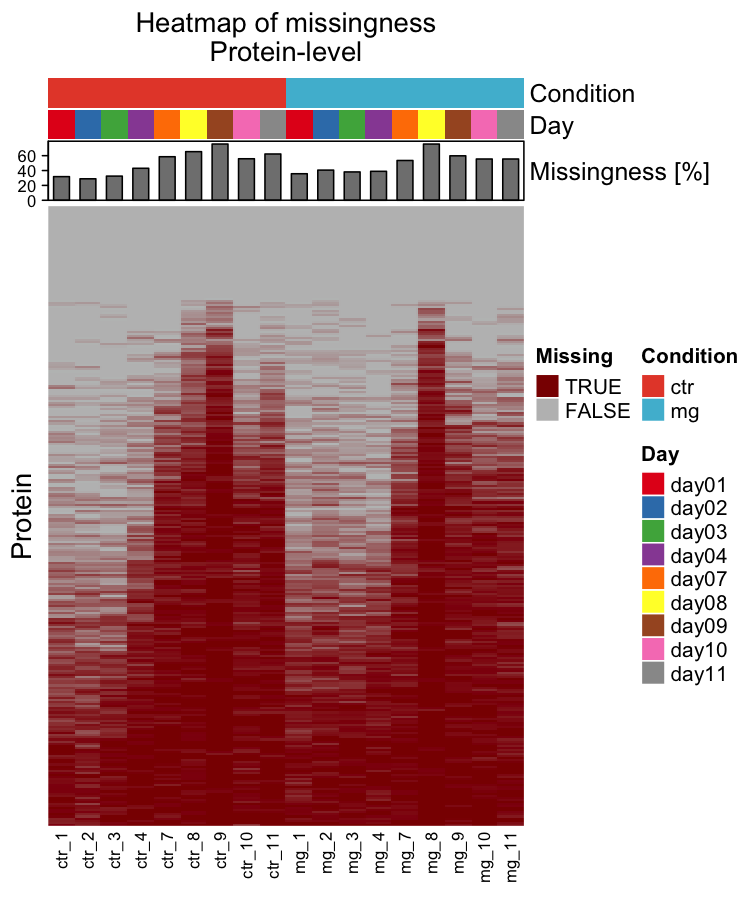 Heatmap of missingness
Protein-level
Condition
Day
60
40
20
0
Missingness [%]
Protein
Missing
TRUE
FALSE
Condition
ctr
mg
Day
day01
day02
day03
day04
day07
day08
day09
day10
day11
ctr_1
ctr_2
ctr_3
ctr_4
ctr_7
ctr_8
ctr_9
ctr_10
ctr_11
mg_1
mg_2
mg_3
mg_4
mg_7
mg_8
mg_9
mg_10
mg_11